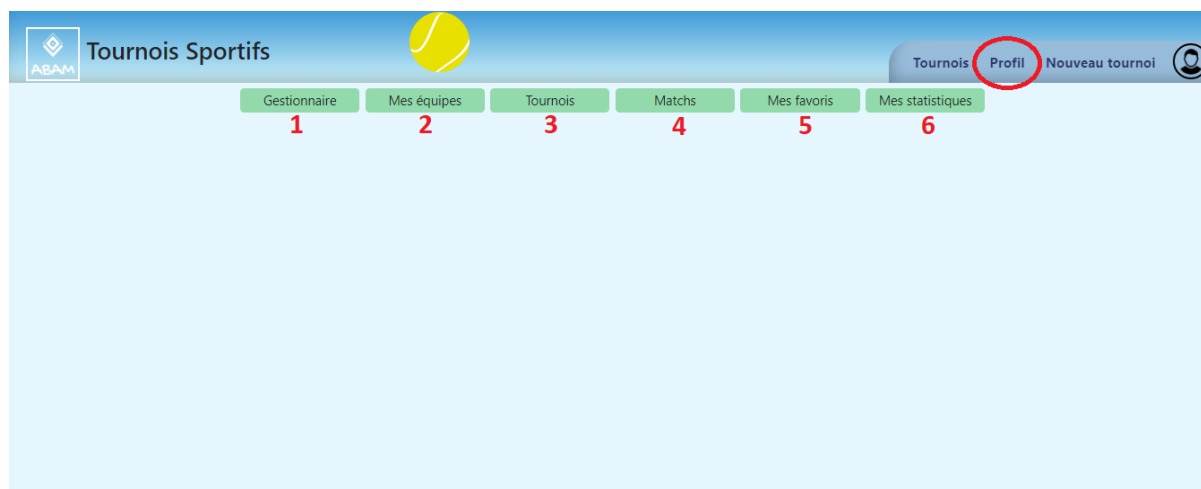 ABAM
Tournois Sportifs
Tournois Profil Nouveau tournoi
Gestionnaire Mes équipes Tournois Matchs Mes favoris Mes statistiques
1 2 3 4 5 6